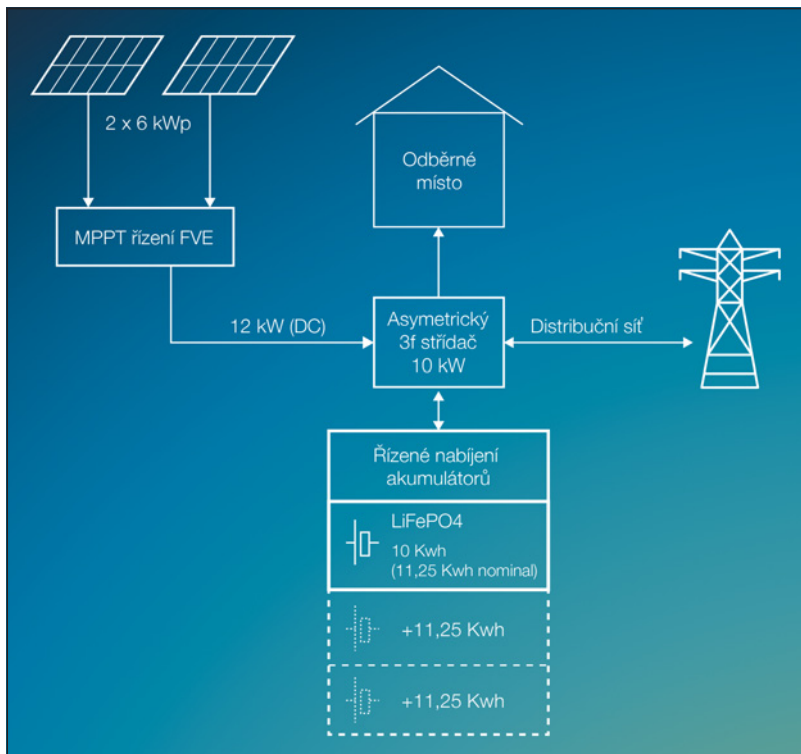 2 x 6 kWp
MPPT řízení FVE
Odběrné
místo
12 kW (DC)
Asymetrický
3f střídač
10 kW
Distribuční síť
Řízené nabíjení
akumulátorů
LiFePO4
10 Kwh
(11,25 Kwh nominal)
+11,25 Kwh
+11,25 Kwh